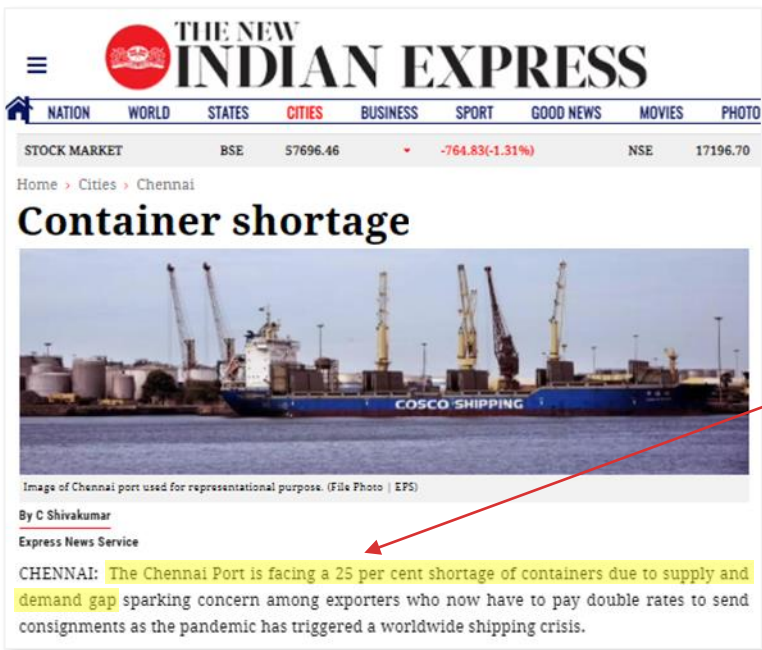 THE NEW
INDIAN EXPRESS
NATION WORLD STATES CITIES BUSINESS SPORT GOOD NEWS MOVIES PHOTO
STOCK MARKET BSE 57696.46 -764.83(-1.31%) NSE 17196.70
Home › Cities › Chennai
Container shortage
COSCO SHIPPING
Image of Chennai port used for representational purpose. (File Photo | EPS)
By C Shivakumar
Express News Service
CHENNAI: The Chennai Port is facing a 25 per cent shortage of containers due to supply and
demand gap sparking concern among exporters who now have to pay double rates to send
consignments as the pandemic has triggered a worldwide shipping crisis.